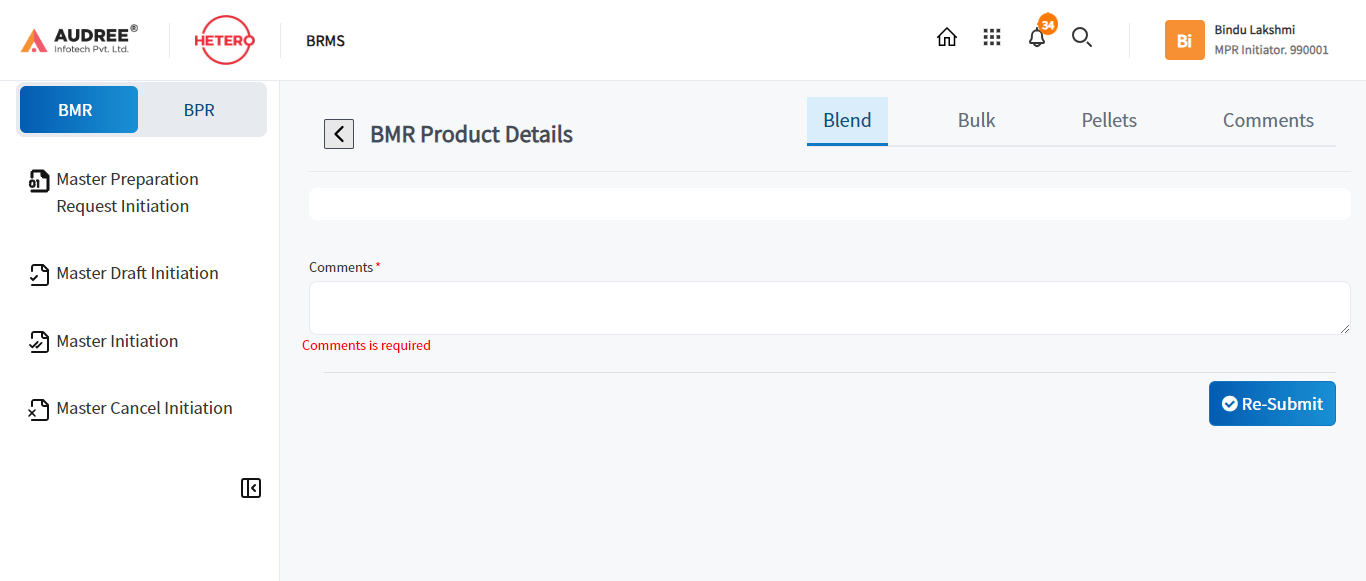 AUDREE®
Infotech Pvt. Ltd.
HETERO
BRMS
34
Bi
Bindu Lakshmi
MPR Initiator. 990001
BMR
BPR
01
Master Preparation
Request Initiation
Master Draft Initiation
Master Initiation
Master Cancel Initiation
BMR Product Details
Blend
Bulk
Pellets
Comments
Comments *
Comments is required
Re-Submit